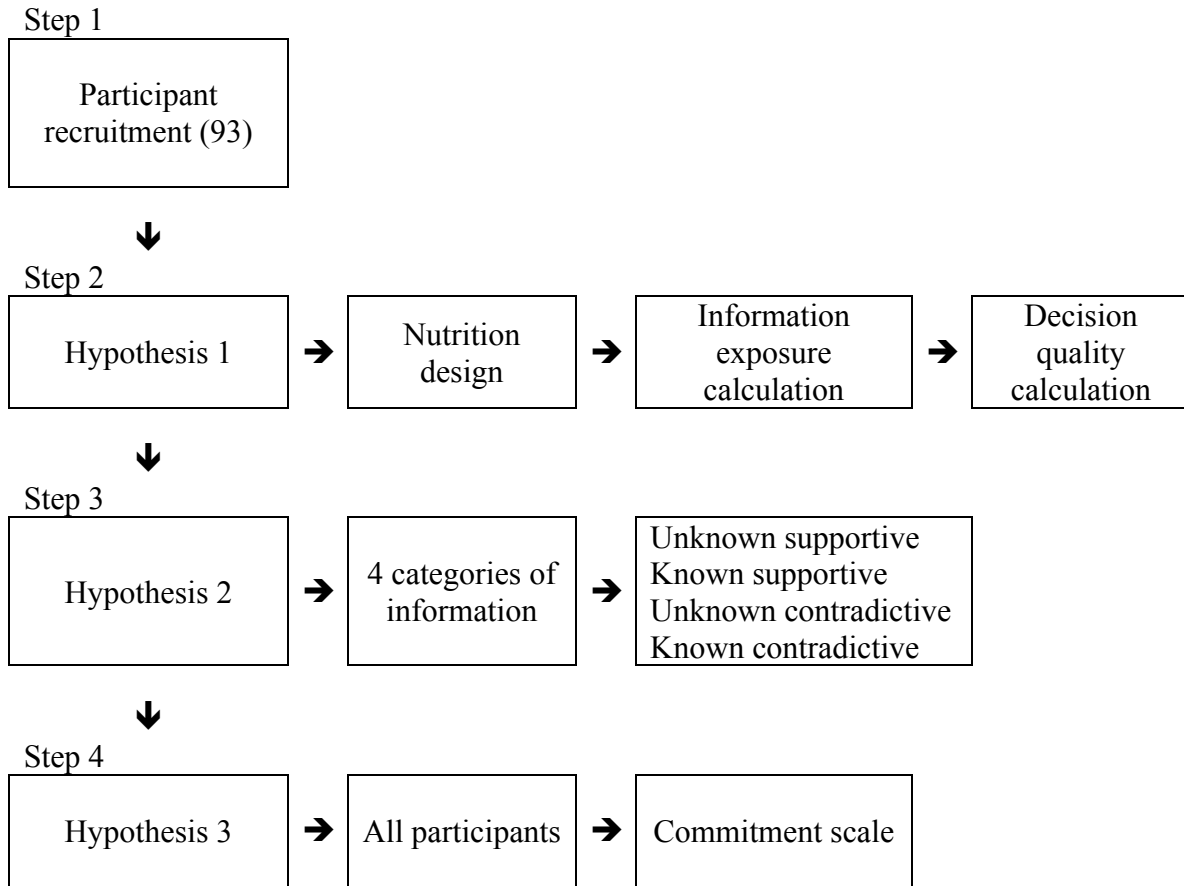 Step 1
Participant
recruitment (93)
Step 2
Hypothesis 1
Nutrition
design
Information
exposure
calculation
Decision
quality
calculation
Step 3
Hypothesis 2
4 categories of
information
Unknown supportive
Known supportive
Unknown contradictive
Known contradictive
Step 4
Hypothesis 3
All participants
Commitment scale